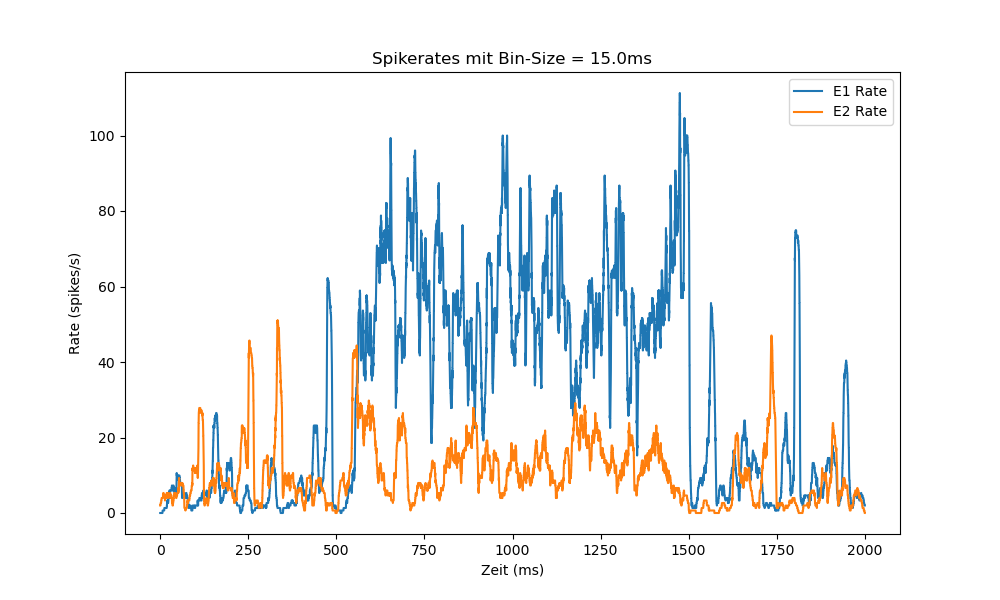 Spikerates mit Bin-Size = 15.0ms
E1 Rate
E2 Rate
Rate (spikes/s)
100
80
60
40
20
0
0 250 500 750 1000 1250 1500 1750 2000
Zeit (ms)